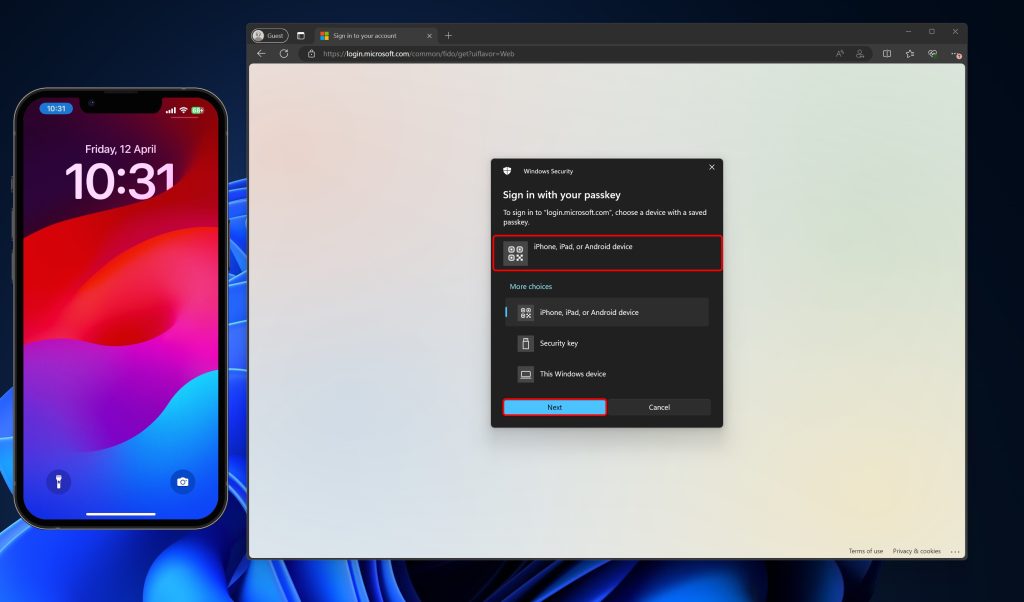 10:31
Friday, 12 April
10:31
Guest
Sign in to your account
https://login.microsoft.com/common/fido/get?uiflavor=Web
Windows Security
Sign in with your passkey
To sign in to "login.microsoft.com", choose a device with a saved
passkey.
iPhone, iPad, or Android device
More choices
iPhone, iPad, or Android device
Security key
This Windows device
Next
Cancel
Terms of use
Privacy & cookies